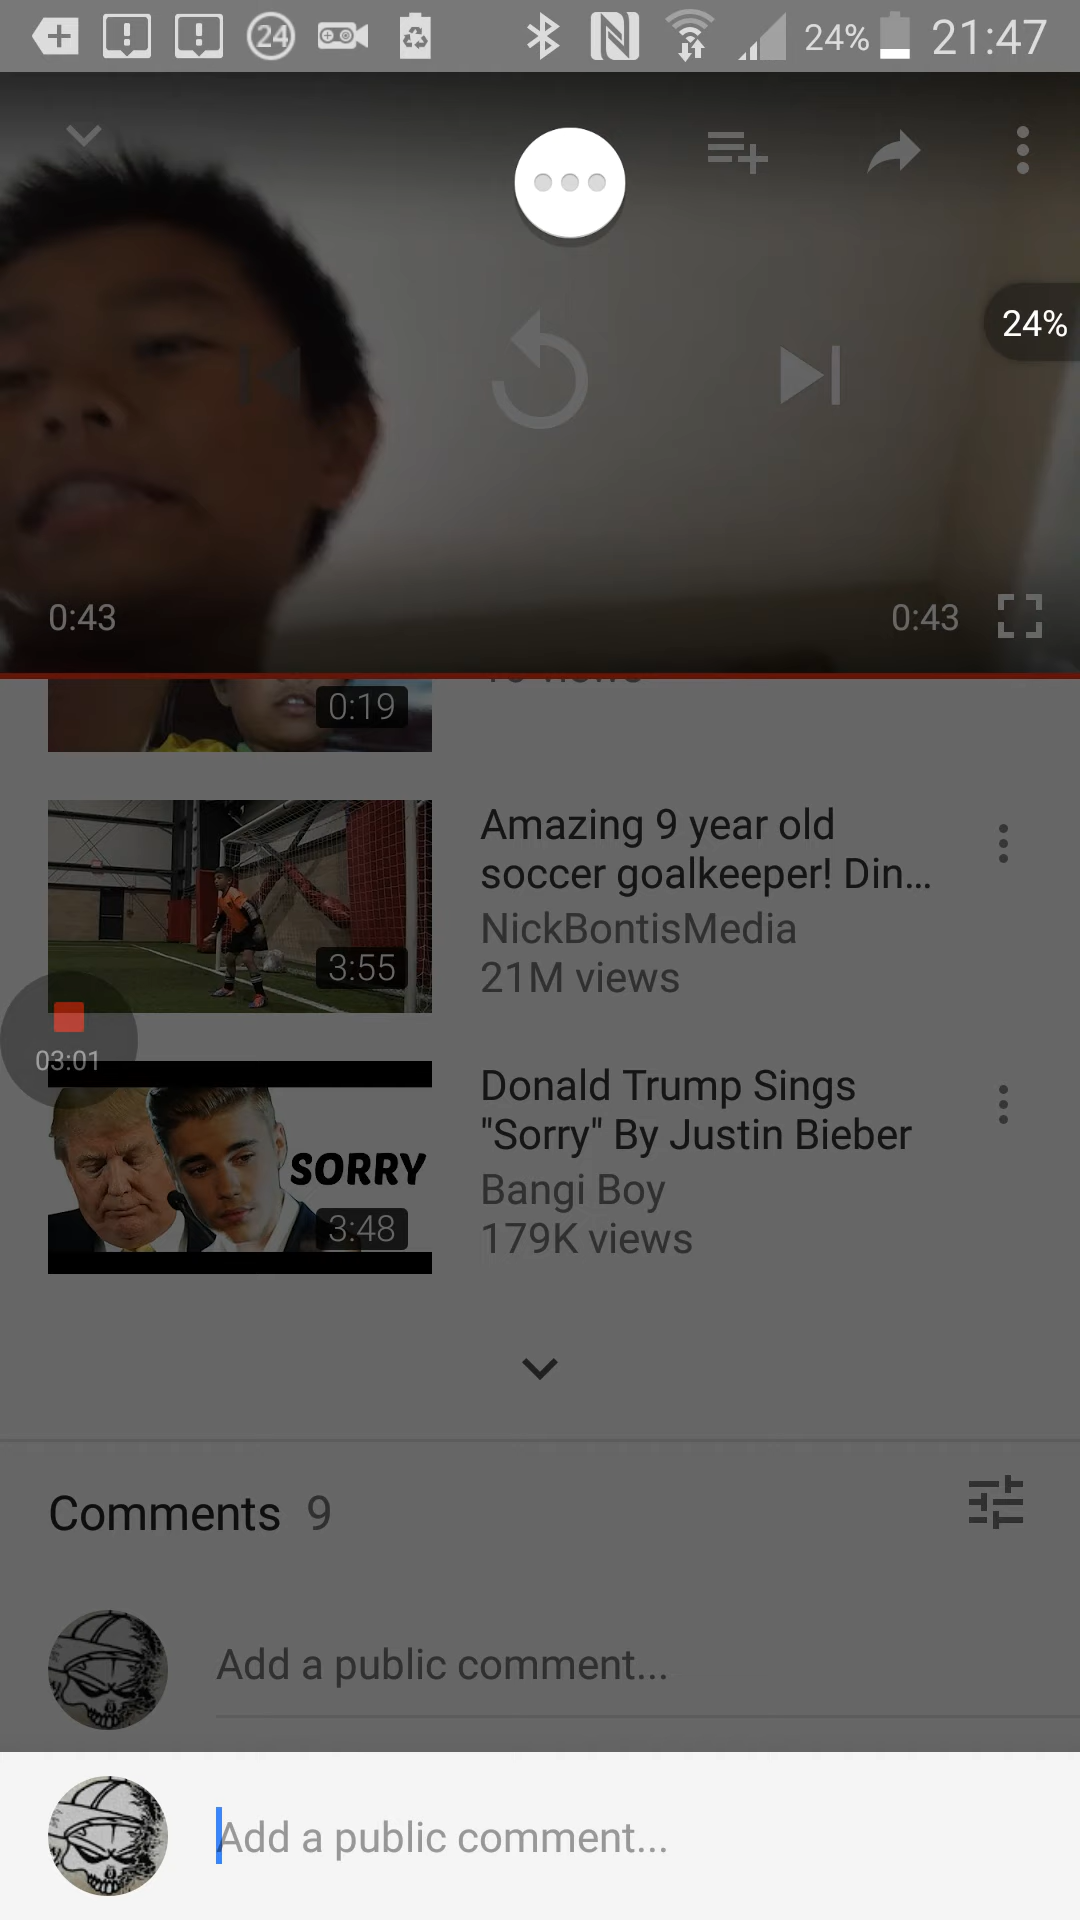 24
24%
21:47
24%
0:43
0:43
0:19
Amazing 9 year old
soccer goalkeeper! Din...
NickBontisMedia
21M views
3:55
03:01
Donald Trump Sings
"Sorry" By Justin Bieber
Bangi Boy
179K views
SORRY
3:48
Comments 9
Add a public comment...
Add a public comment...